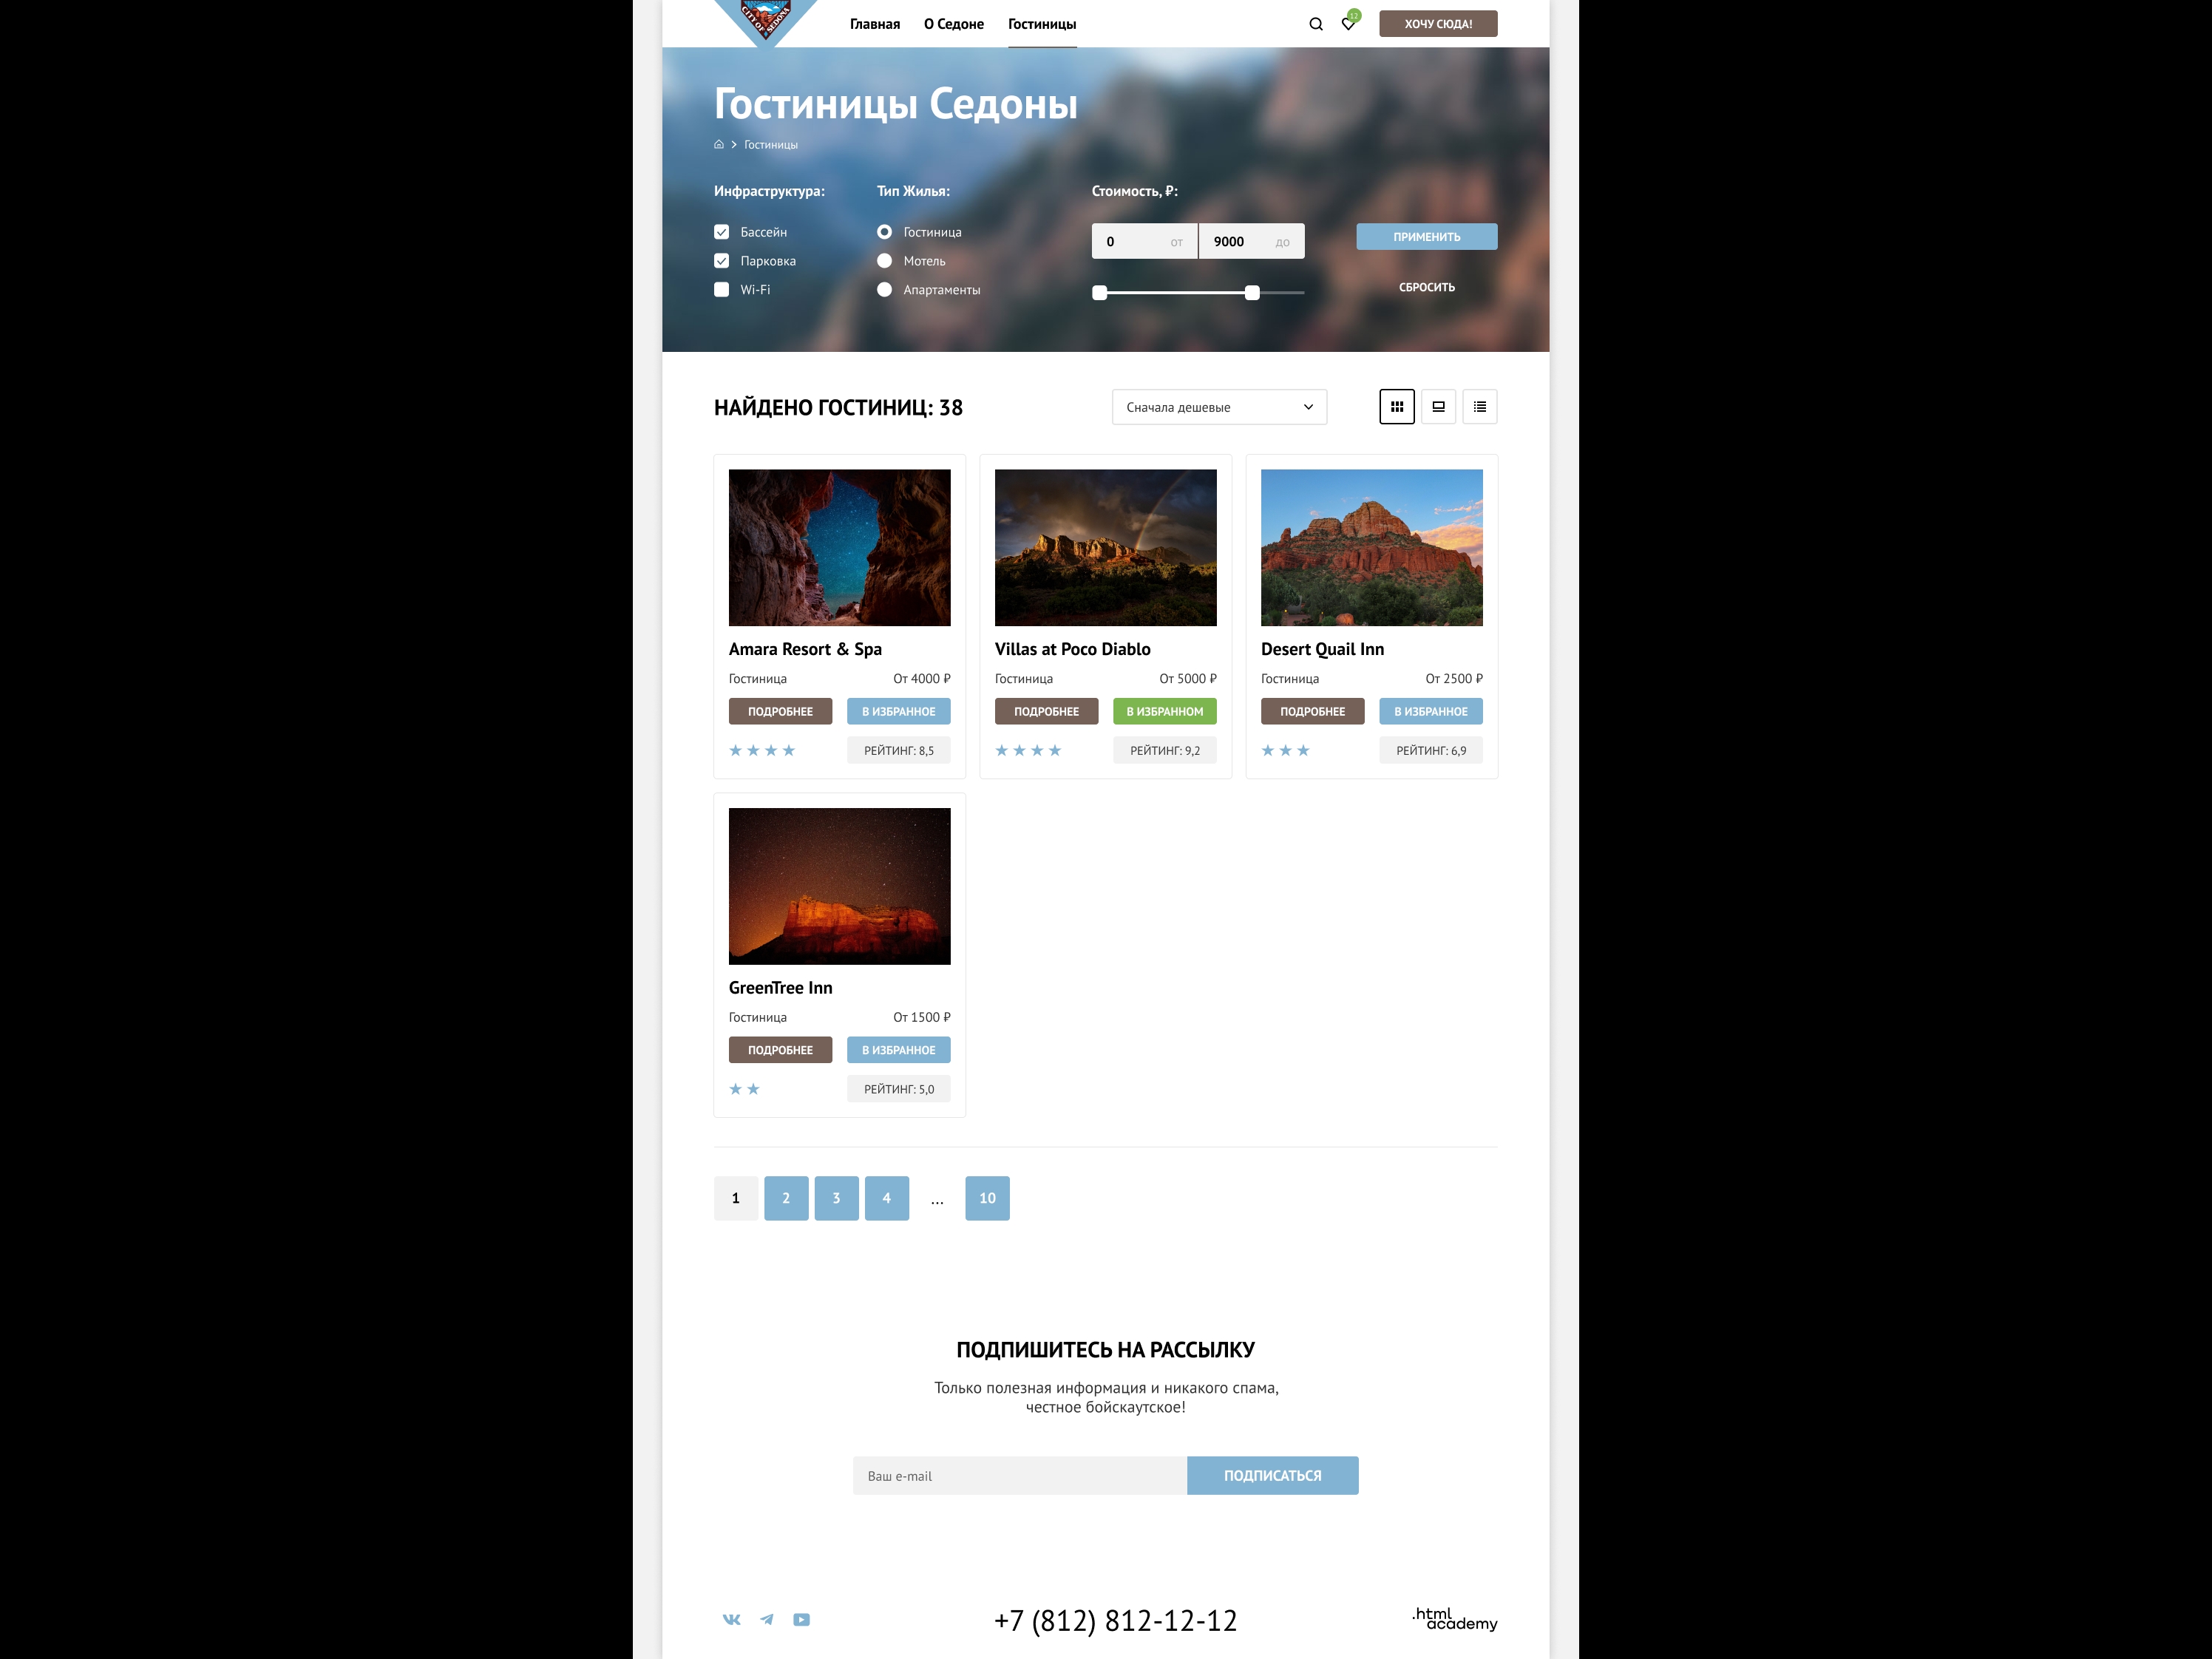 CITY OF SEDONA
Главная О Седоне Гостиницы
12
ХОЧУ СЮДА!
Гостиницы Седоны
Гостиницы
Инфраструктура:
Бассейн
Парковка
Wi-Fi
Тип Жилья:
Гостиница
Мотель
Апартаменты
Стоимость, ₽:
0 от 9000 до
ПРИМЕНИТЬ
СБРОСИТЬ
НАЙДЕНО ГОСТИНИЦ: 38
Сначала дешевые
Amara Resort & Spa
Гостиница От 4000 ₽
ПОДРОБНЕЕ В ИЗБРАННОЕ
РЕЙТИНГ: 8,5
Villas at Poco Diablo
Гостиница От 5000 ₽
ПОДРОБНЕЕ В ИЗБРАННОМ
РЕЙТИНГ: 9,2
Desert Quail Inn
Гостиница От 2500 ₽
ПОДРОБНЕЕ В ИЗБРАННОЕ
РЕЙТИНГ: 6,9
GreenTree Inn
Гостиница От 1500 ₽
ПОДРОБНЕЕ В ИЗБРАННОЕ
РЕЙТИНГ: 5,0
1 2 3 4 ... 10
ПОДПИШИТЕСЬ НА РАССЫЛКУ
Только полезная информация и никакого спама,
честное бойскаутское!
Ваш e-mail ПОДПИСАТЬСЯ
+7 (812) 812-12-12
.html
academy